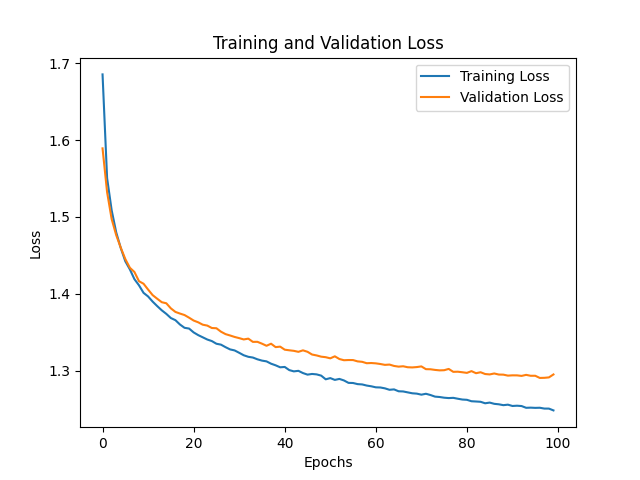 Training and Validation Loss
Training Loss
Validation Loss
1.7
1.6
1.5
1.4
1.3
Loss
0 20 40 60 80 100
Epochs